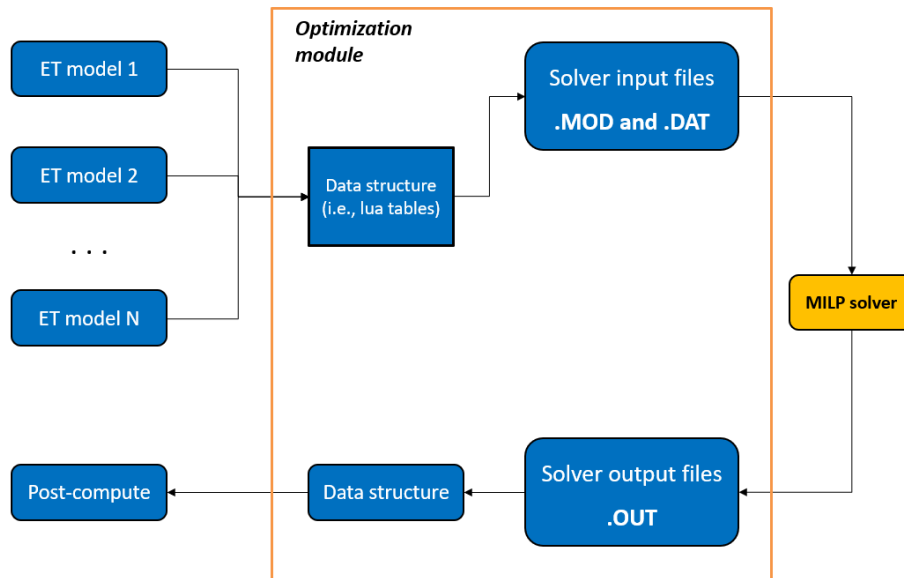 Optimization
module
ET model 1
ET model 2
. . .
ET model N
Data structure
(i.e., lua tables)
Solver input files
.MOD and .DAT
MILP solver
Solver output files
.OUT
Data structure
Post-compute